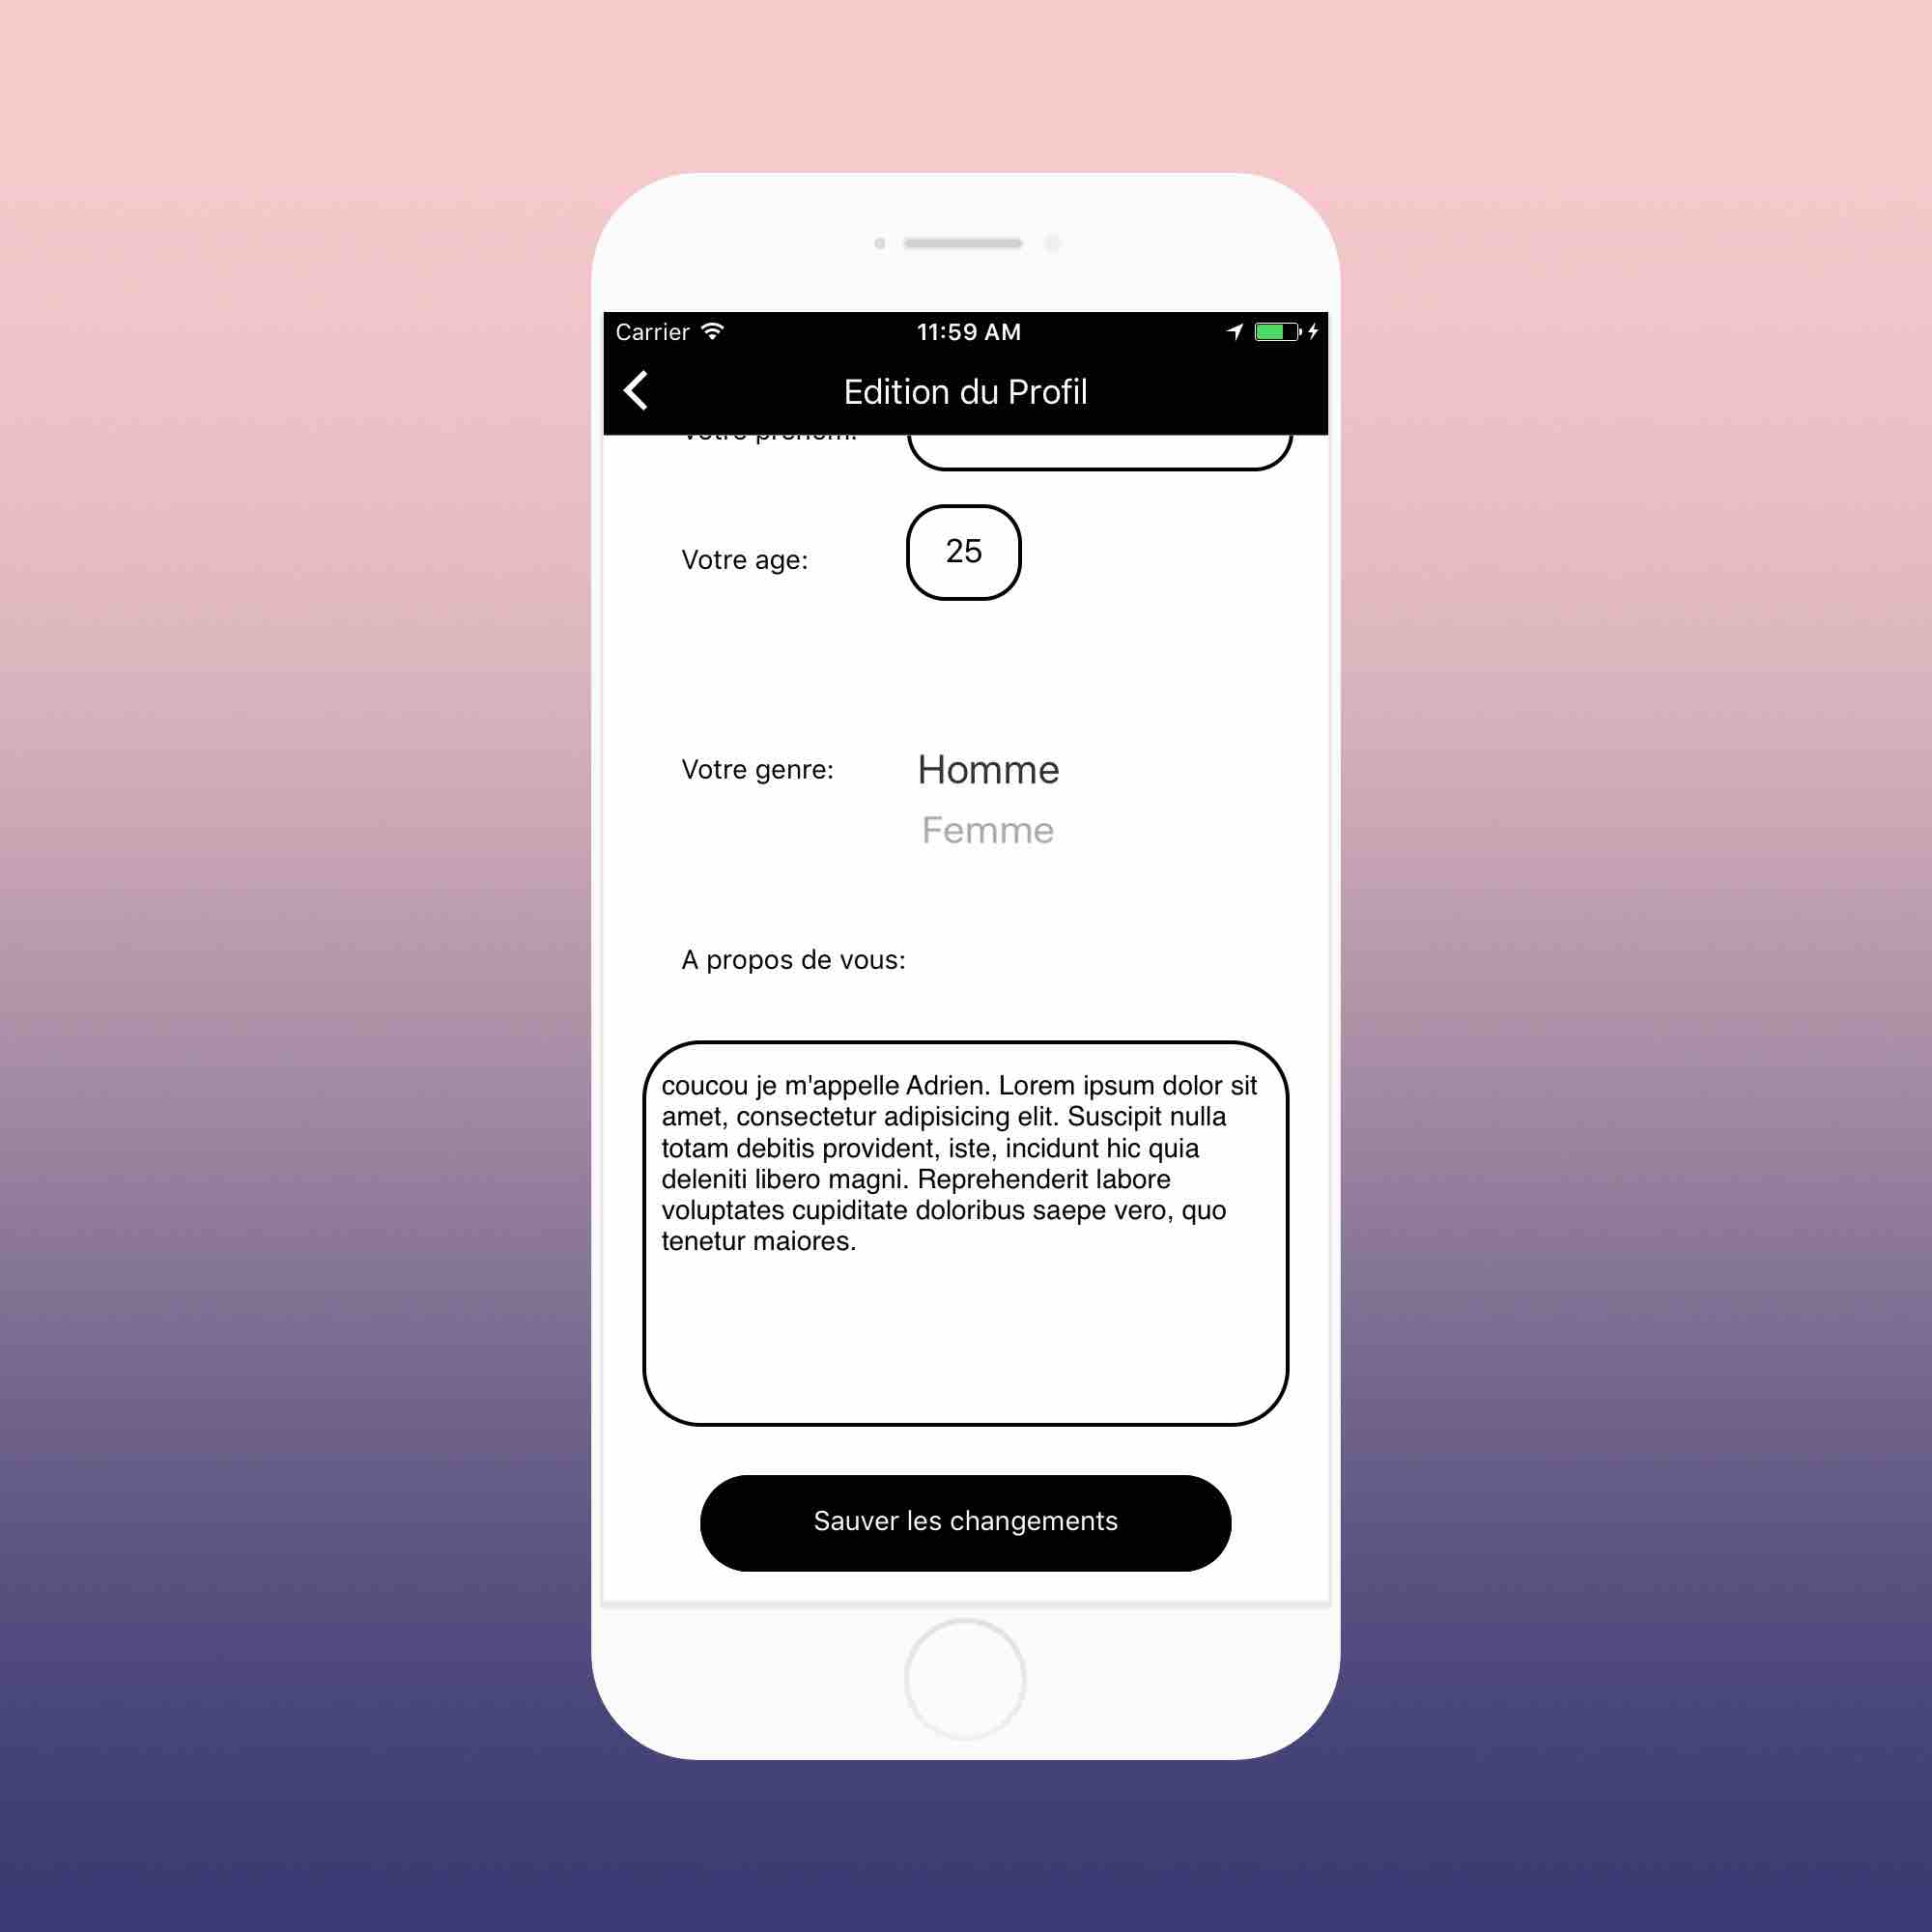 Carrier
11:59 AM
Edition du Profil
Votre prénom:
Votre age:
25
Votre genre:
Homme
Femme
A propos de vous:
coucou je m'appelle Adrien. Lorem ipsum dolor sit
amet, consectetur adipisicing elit. Suscipit nulla
totam debitis provident, iste, incidunt hic quia
deleniti libero magni. Reprehenderit labore
voluptates cupiditate doloribus saepe vero, quo
tenetur maiores.
Sauver les changements